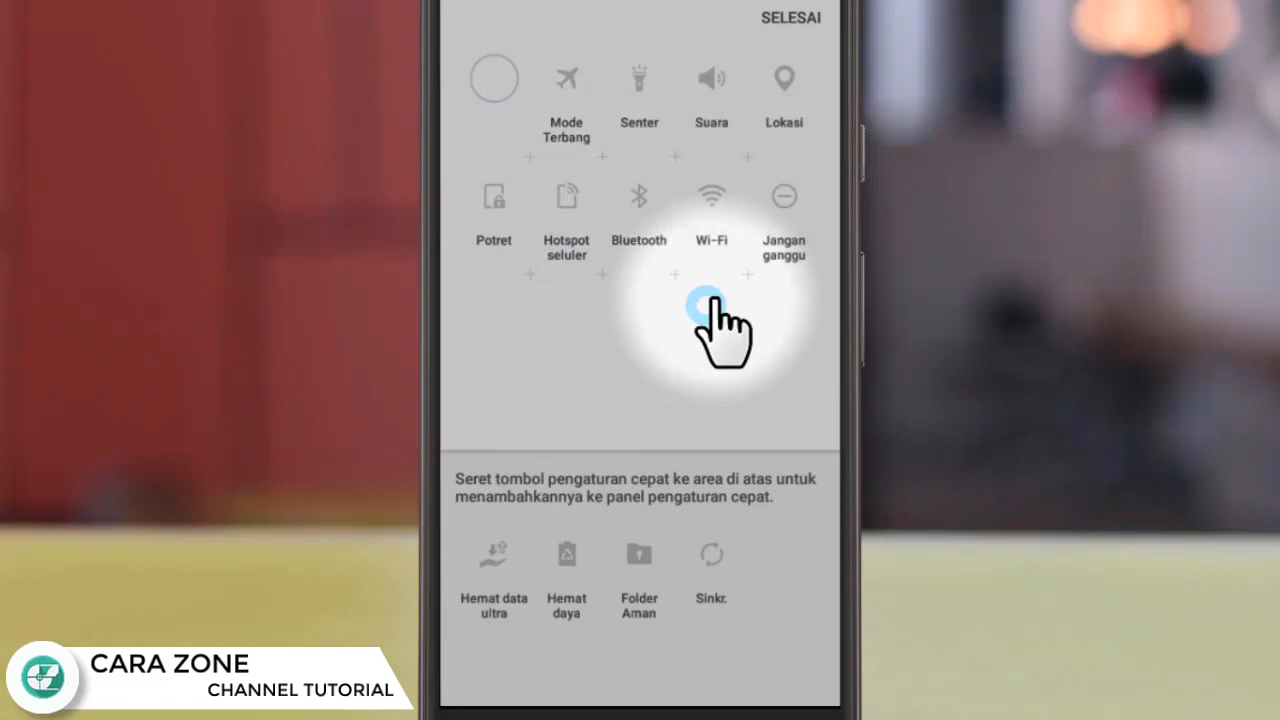 SELESAI
Mode
Terbang
Senter
Suara
Lokasi
Potret
Hotspot
seluler
Bluetooth
Wi-Fi
Jangan
ganggu
Seret tombol pengaturan cepat ke area di atas untuk
menambahkannya ke panel pengaturan cepat.
Hemat data
ultra
Hemat
daya
Folder
Aman
Sinkr.
CARA ZONE
CHANNEL TUTORIAL